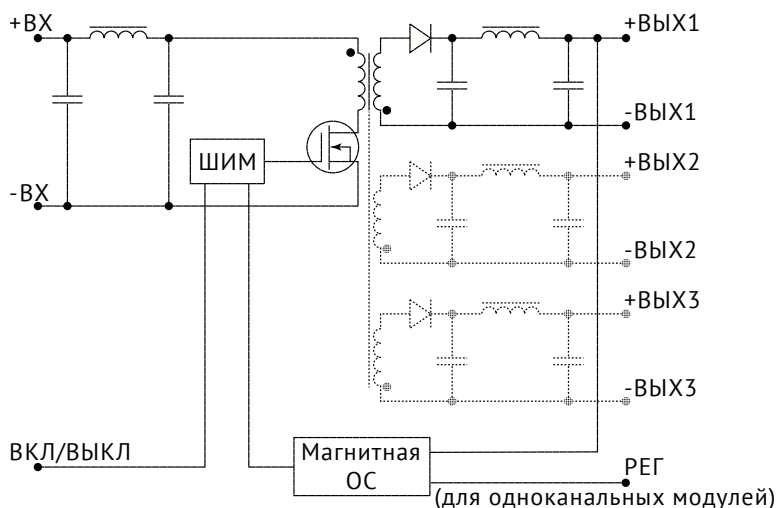 +ВХ
+ВЫХ1
-ВЫХ1
ШИМ
+ВЫХ2
-ВХ
-ВЫХ2
+ВЫХ3
-ВЫХ3
ВКЛ/ВЫКЛ
Магнитная
ОС
РЕГ
(для одноканальных модулей)